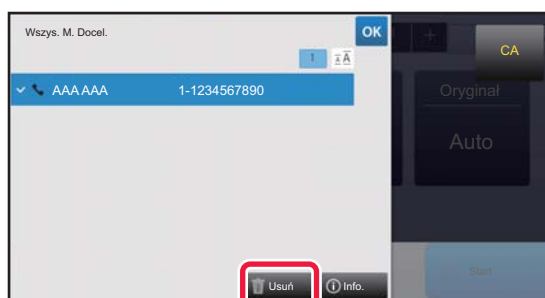 Wszys. M. Docel.
OK
CA
1
AAA AAA 1-1234567890
Oryginał
Auto
Usuń
Info.
Start